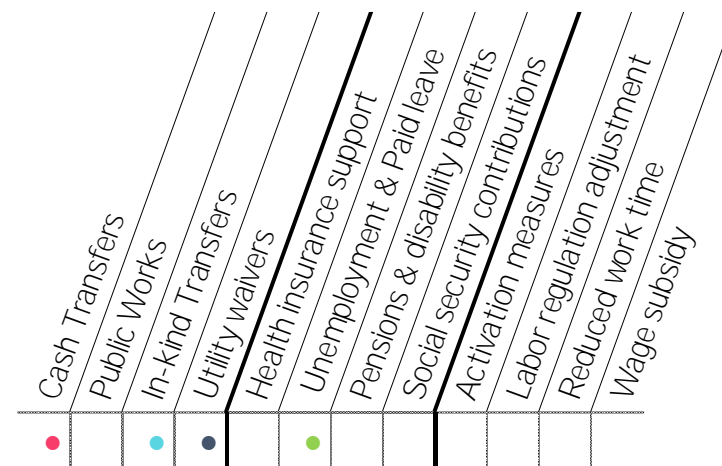 Cash Transfers
Public Works
In-kind Transfers
Utility waivers
Health insurance support
Unemployment & Paid leave
Pensions & disability benefits
Social security contributions
Activation measures
Labor regulation adjustment
Reduced work time
Wage subsidy